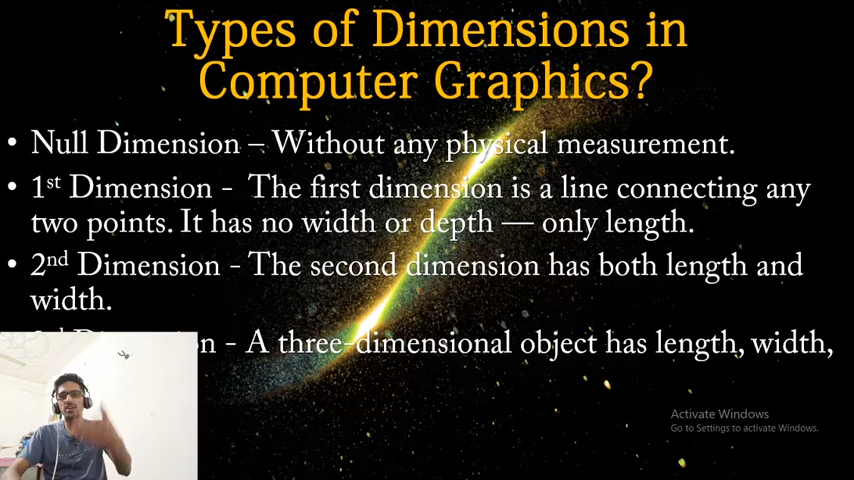 Types of Dimensions in
Computer Graphics?
• Null Dimension – Without any physical measurement.
• 1st Dimension - The first dimension is a line connecting any
two points. It has no width or depth — only length.
• 2nd Dimension - The second dimension has both length and
width.
- A three-dimensional object has length, width,
Activate Windows
Go to Settings to activate Windows.